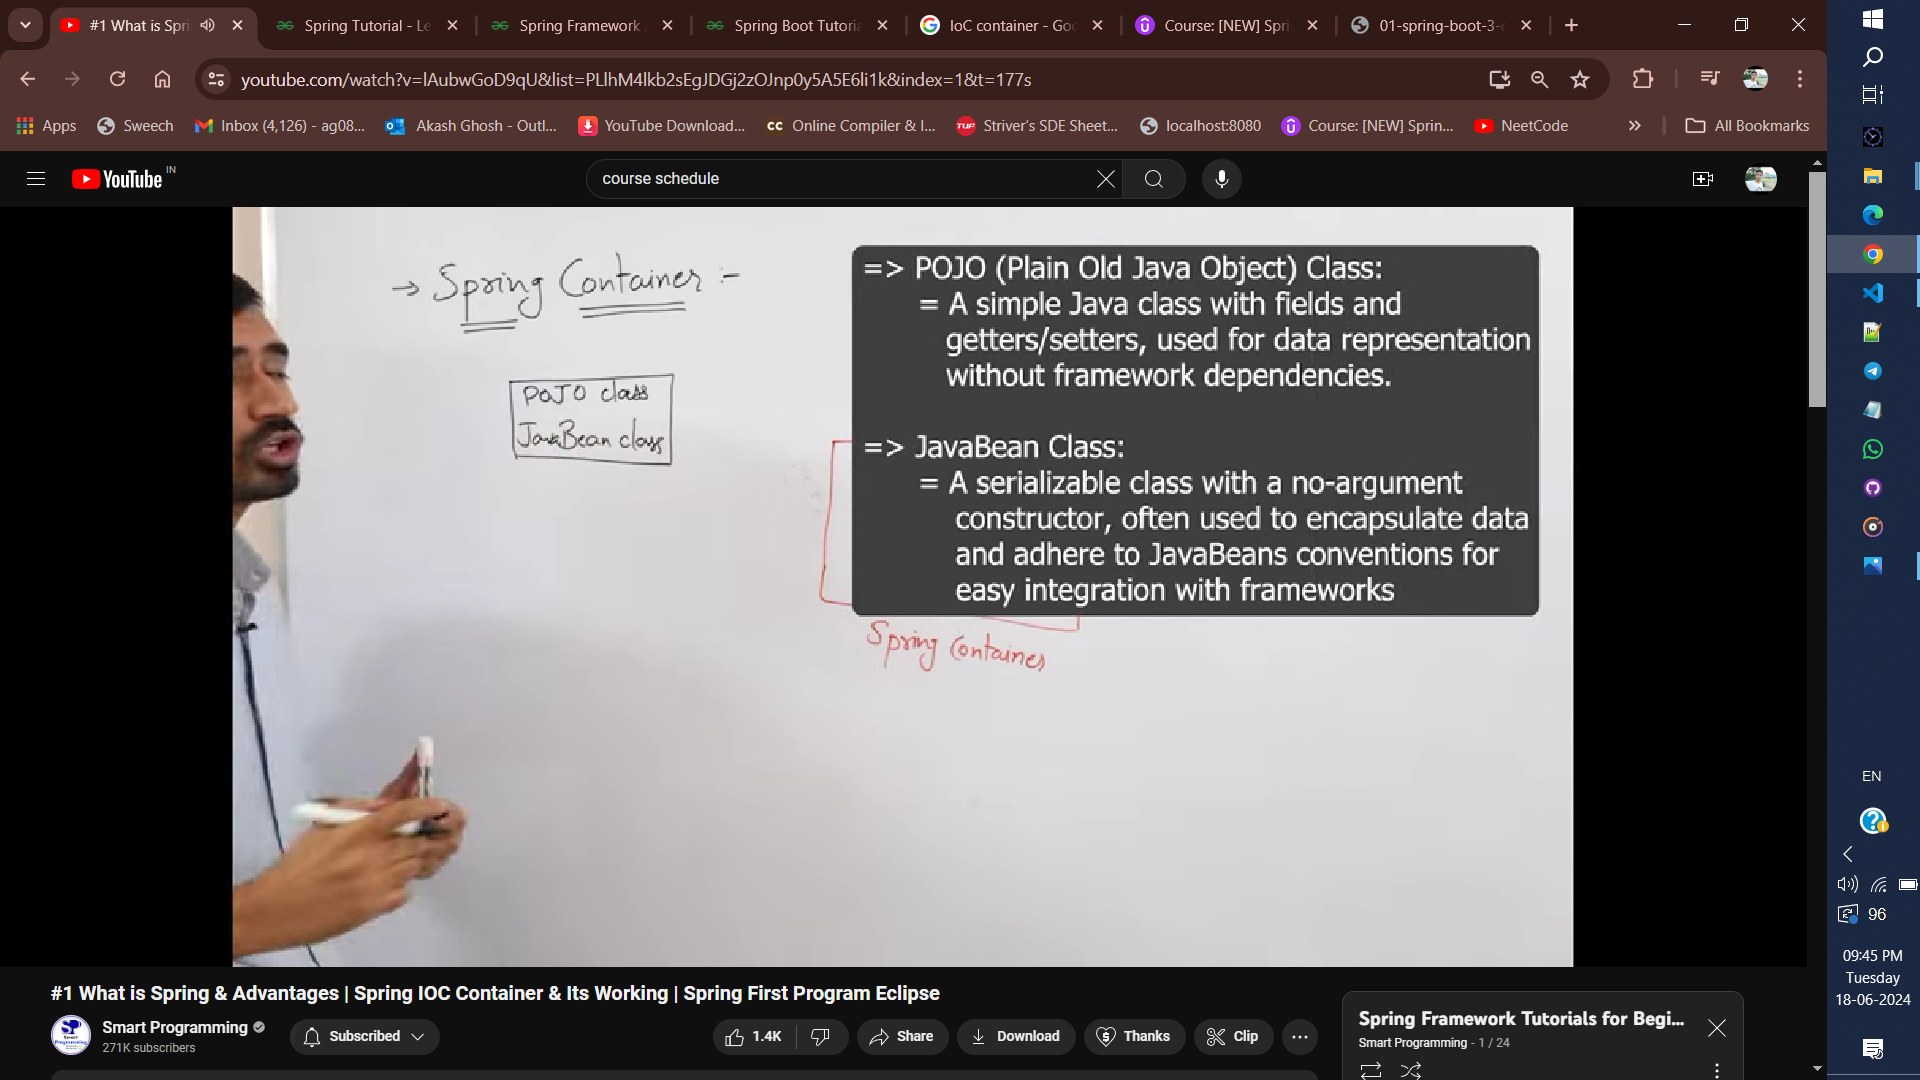 #1 What is Spri
Spring Tutorial - Le
Spring Framework
Spring Boot Tutoria
IoC container - Goo
Course: [NEW] Spri
01-spring-boot-3-
youtube.com/watch?v=lAubwGoD9qU&list=PLlhM4lkb2sEgJDGj2zOJnp0y5A5E6li1k&index=1&t=177s
Apps
Sweech
Inbox (4,126) - ag08...
Akash Ghosh - Outl...
YouTube Download...
CC Online Compiler & I...
TUF Striver's SDE Sheet...
localhost:8080
Course: [NEW] Sprin...
NeetCode
All Bookmarks
YouTube IN
course schedule
→ Spring Container :-
POJO class
JavaBean class
=> POJO (Plain Old Java Object) Class:
= A simple Java class with fields and
getters/setters, used for data representation
without framework dependencies.
=> JavaBean Class:
= A serializable class with a no-argument
constructor, often used to encapsulate data
and adhere to JavaBeans conventions for
easy integration with frameworks
Spring Container
#1 What is Spring & Advantages | Spring IOC Container & Its Working | Spring First Program Eclipse
Smart Programming
271K subscribers
Subscribed
1.4K
Share
Download
Thanks
Clip
Spring Framework Tutorials for Begi...
Smart Programming - 1 / 24
EN
96
09:45 PM
Tuesday
18-06-2024